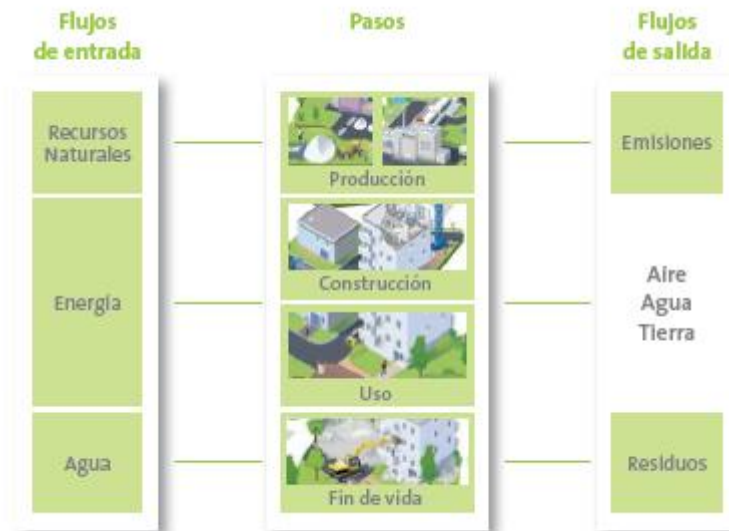 Flujos
de entrada
Pasos
Flujos
de salida
Recursos
Naturales
Energía
Agua
Producción
Construcción
Uso
Fin de vida
Emisiones
Aire
Agua
Tierra
Residuos